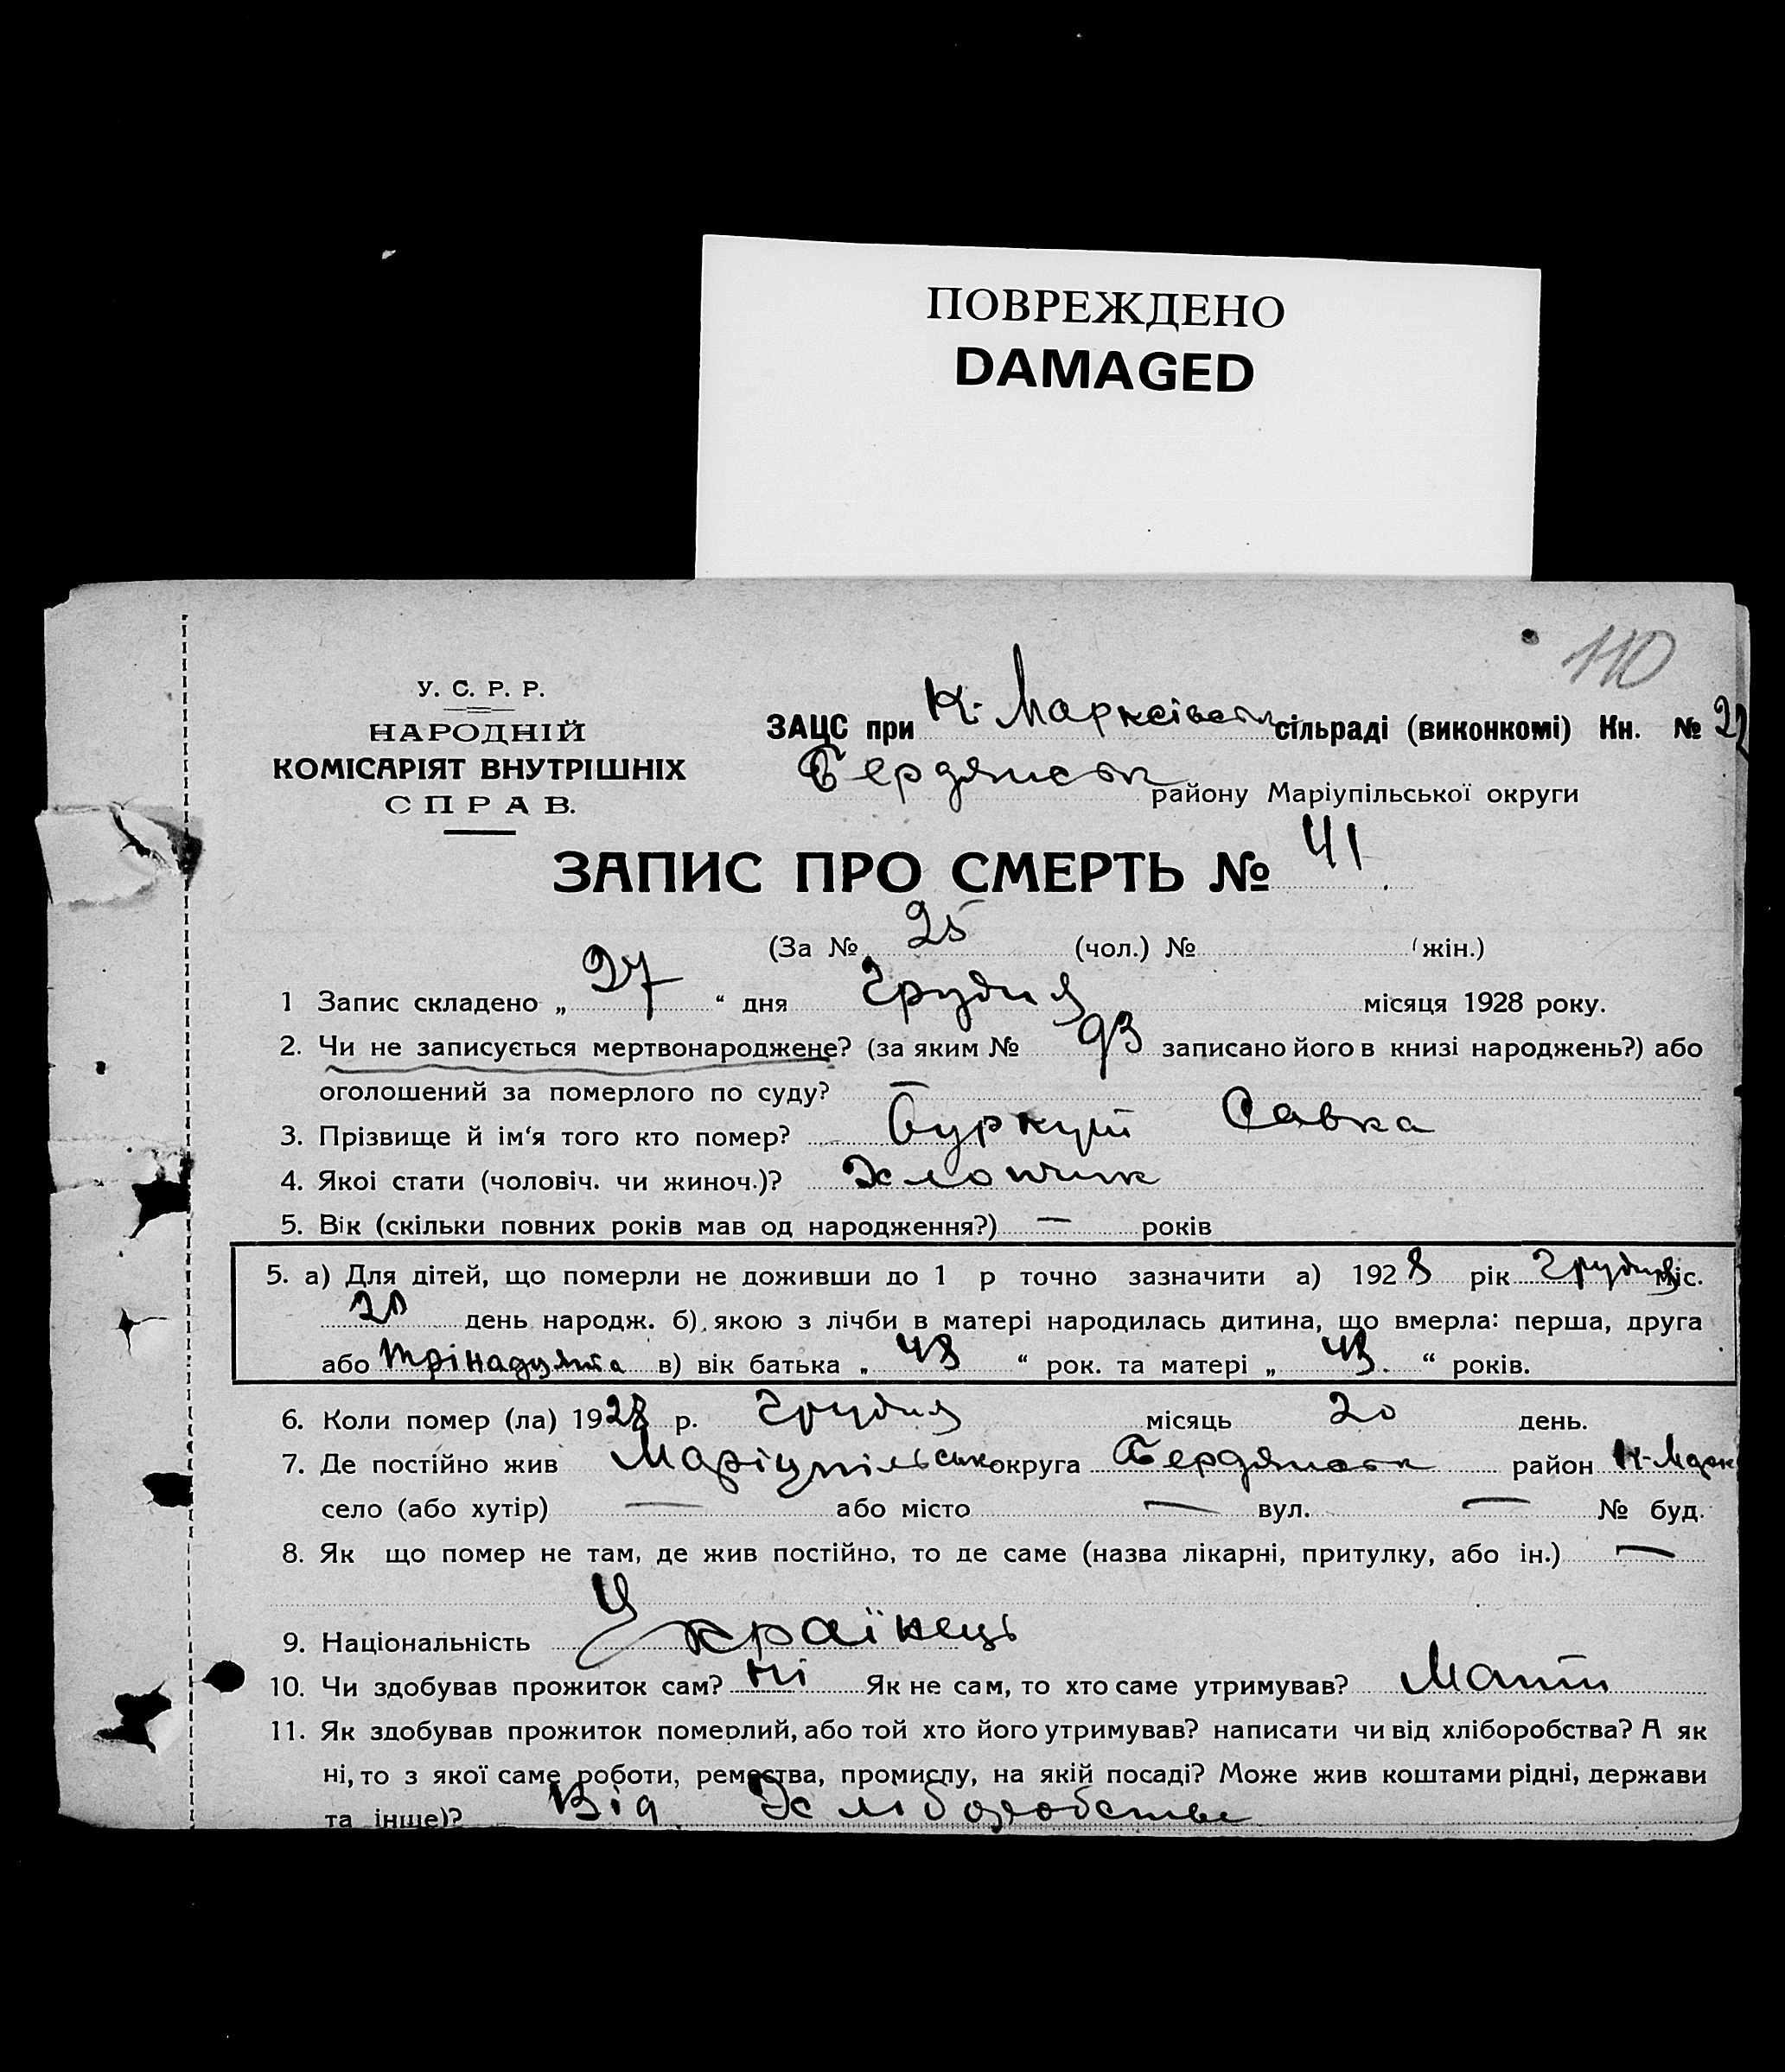 ПОВРЕЖДЕНО
DAMAGED
110
У. С. Р. Р.
НАРОДНІЙ
КОМІСАРІЯТ ВНУТРІШНІХ
СПРАВ.
ЗАЦС при К. Марксівськ сільраді (виконкомі) Кн. № 22
Бердянськ району Маріупільської округи
ЗАПИС ПРО СМЕРТЬ № 41
(За № 25 (чол.) № (жін.)
1 Запис складено „ 27 “ дня Грудня місяця 1928 року.
2. Чи не записується мертвонароджене? (за яким № 93 записано його в книзі народжень?) або
оголошений за померлого по суду? —
3. Прізвище й ім‘я того кто помер? Буркут Савка
4. Якоі стати (чоловіч. чи жиноч.)? Хлопчик
5. Вік (скільки повних років мав од народження?) — років
5. а) Для дітей, що померли не доживши до 1 р точно зазначити а) 1928 рік Грудня міс.
20 день народж. б) якою з лічби в матері народилась дитина, що вмерла: перша, друга
або трінадцята в) вік батька „ 48 “ рок. та матері „ 43. “ років.
6. Коли помер (ла) 1928 р. Грудня місяць 20 день.
7. Де постійно жив Маріупільськ округа Бердянськ район К-Марк
село (або хутір) — або місто — вул. — № буд.
8. Як що помер не там, де жив постійно, то де саме (назва лікарні, притулку, або ін.) —
9. Національність Українець
10. Чи здобував прожиток сам? Ні Як не сам, то хто саме утримував? Мати
11. Як здобував прожиток померлий, або той хто його утримував? написати чи від хліборобства? А як
ні, то з якої саме роботи, ремества, промислу, на якій посаді? Може жив коштами рідні, держави
та інше)? Від Хліборобства